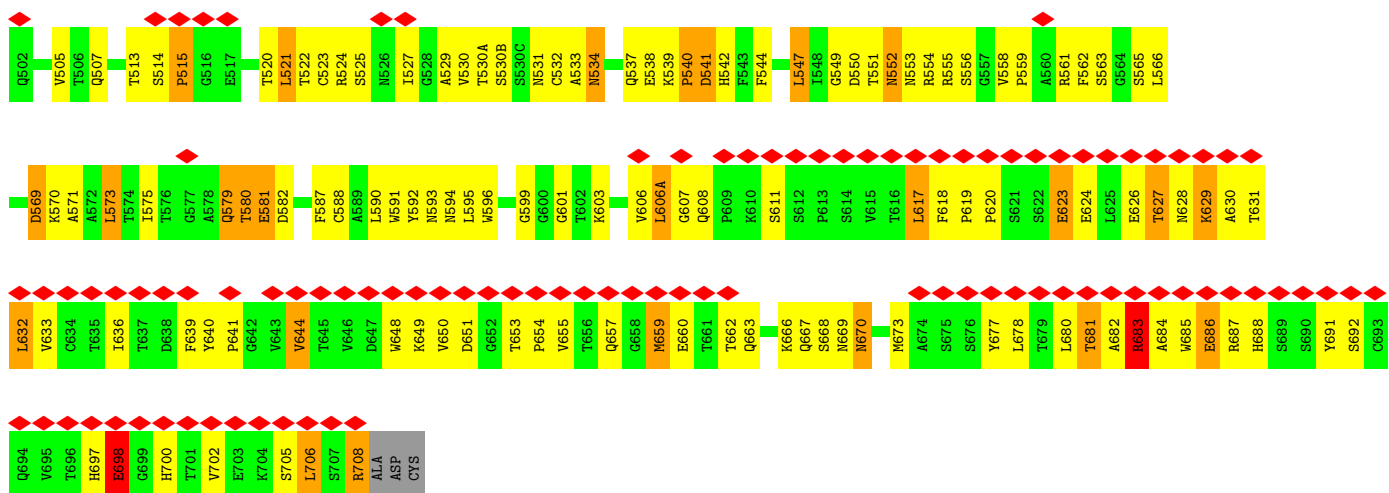 Q502 V505 T506 Q507 T513 S514 P515 G516 E517 T520 L521 T522 C523 R524 S525 N526 I527 G528 A529 V530 T530A S530B S530C N531 C532 A533 N534 Q537 E538 K539 P540 D541 H542 F543 F544 L547 I548 G549 D550 T551 N552 N553 R554 R555 S556 G557 V558 P559 A560 R561 F562 S563 G564 S565 L566
D569 K570 A571 A572 L573 T574 I575 T576 G577 A578 Q579 T580 E581 D582 F587 C588 A589 L590 W591 Y592 N593 N594 L595 W596 G599 G600 G601 T602 K603 V606 L606A G607 Q608 P609 K610 S611 S612 P613 S614 V615 T616 L617 F618 P619 P620 S621 S622 E623 E624 L625 E626 T627 N628 K629 A630 T631
L632 V633 C634 T635 I636 T637 D638 F639 Y640 P641 G642 V643 V644 T645 V646 D647 W648 K649 V650 D651 G652 T653 P654 V655 T656 Q657 G658 M659 E660 T661 T662 Q663 K666 Q667 S668 N669 N670 M673 A674 S675 S676 Y677 L678 T679 L680 T681 A682 R683 A684 W685 E686 R687 H688 S689 S690 Y691 S692 C693
Q694 V695 T696 H697 E698 G699 H700 T701 V702 E703 K704 S705 L706 S707 R708 ALA ASP CYS